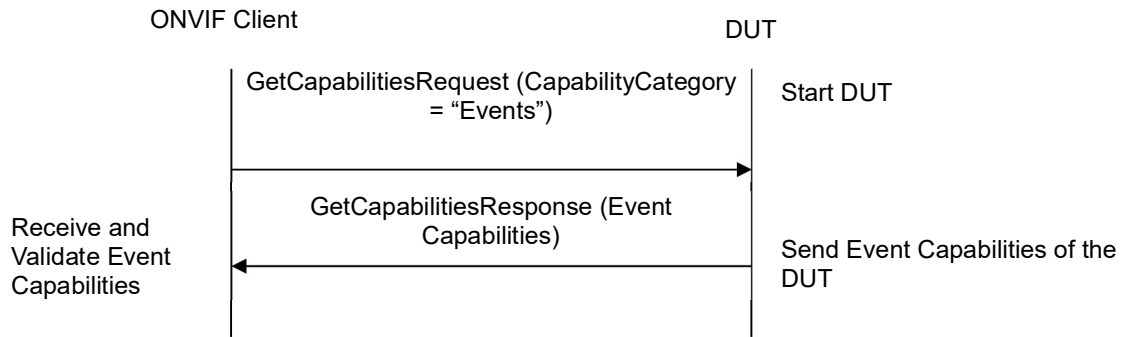 ONVIF Client
DUT
GetCapabilitiesRequest (CapabilityCategory
= “Events”)
Start DUT
GetCapabilitiesResponse (Event
Capabilities)
Receive and
Validate Event
Capabilities
Send Event Capabilities of the
DUT